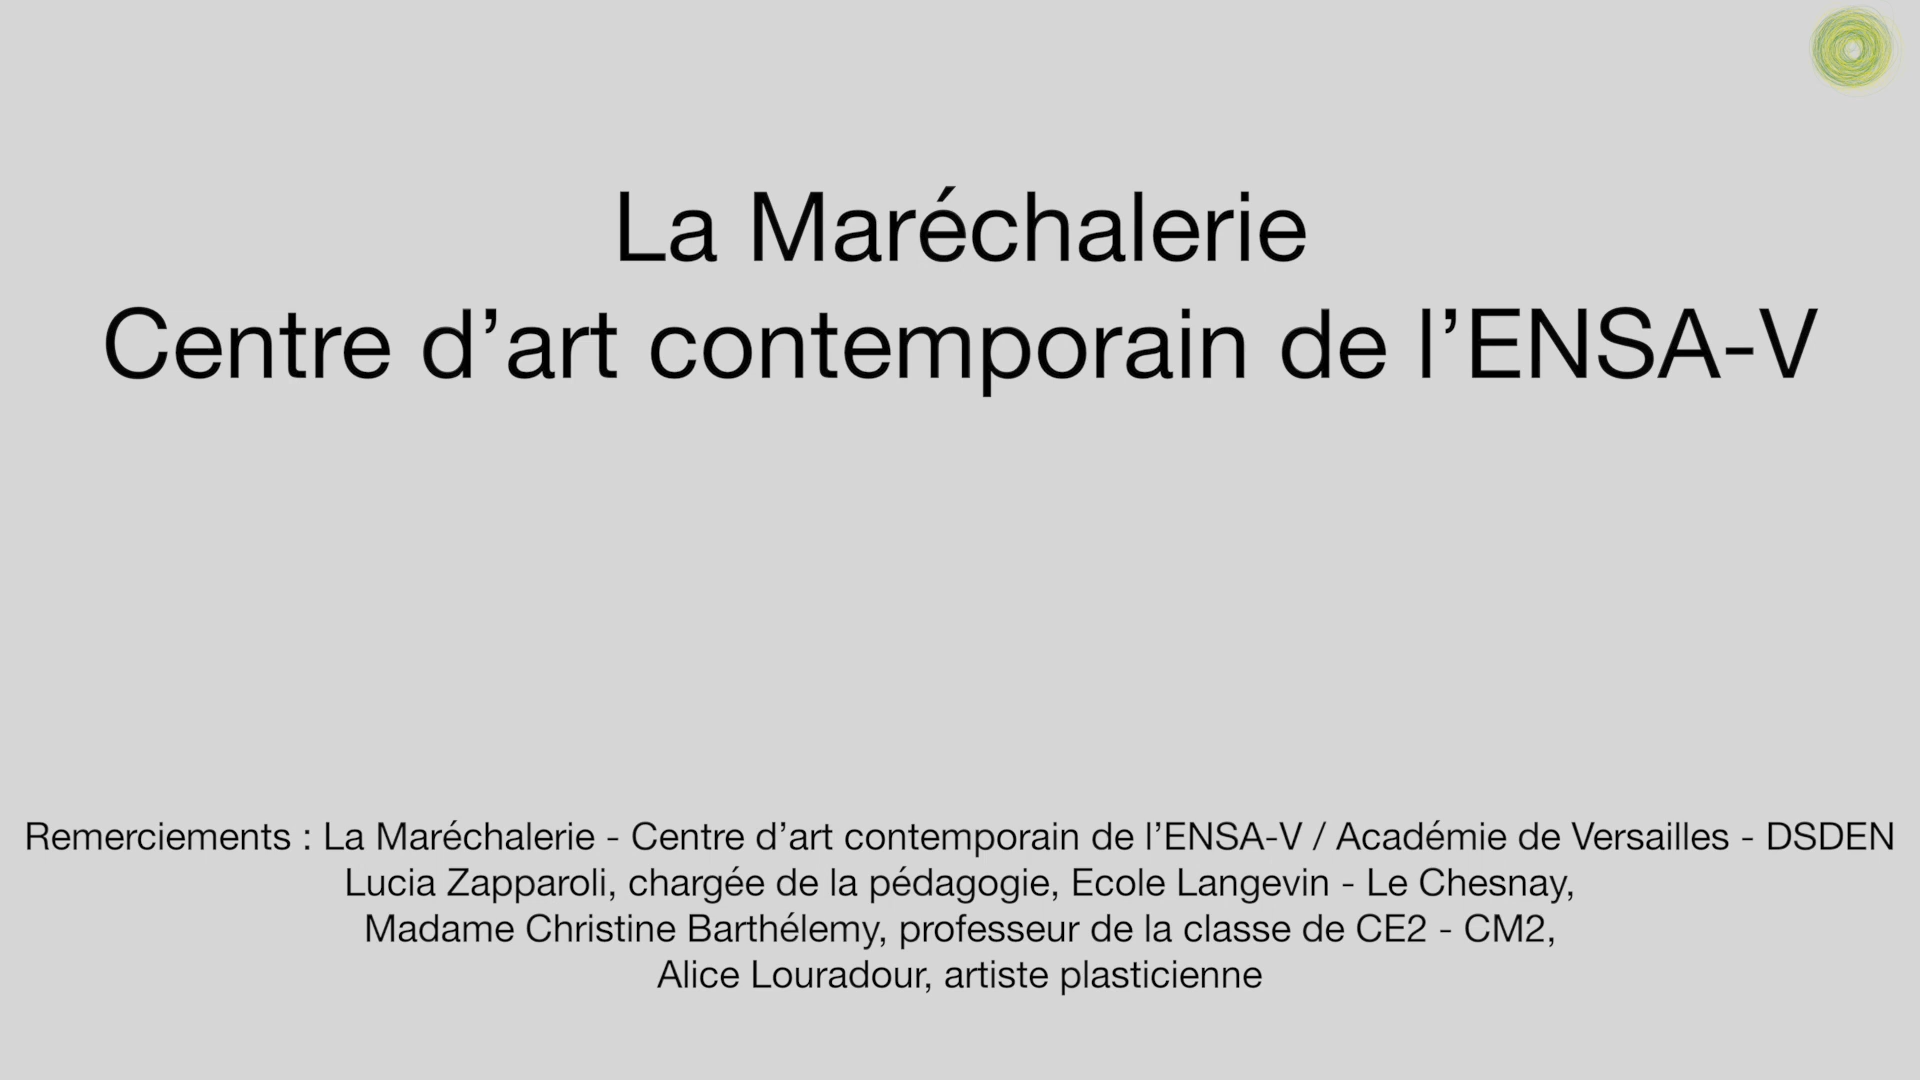 La Maréchalerie
Centre d’art contemporain de l’ENSA-V
Remerciements : La Maréchalerie - Centre d’art contemporain de l’ENSA-V / Académie de Versailles - DSDEN
Lucia Zapparoli, chargée de la pédagogie, Ecole Langevin - Le Chesnay,
Madame Christine Barthélemy, professeur de la classe de CE2 - CM2,
Alice Louradour, artiste plasticienne